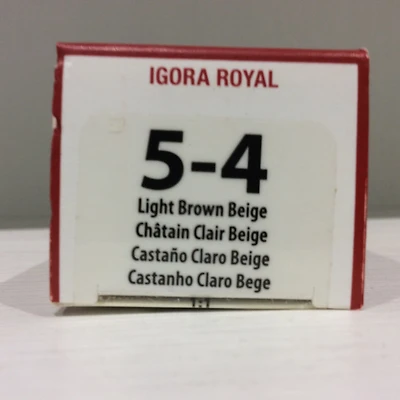 IGORA ROYAL
5-4
Light Brown Beige
Châtain Clair Beige
Castaño Claro Beige
Castanho Claro Bege
1:1